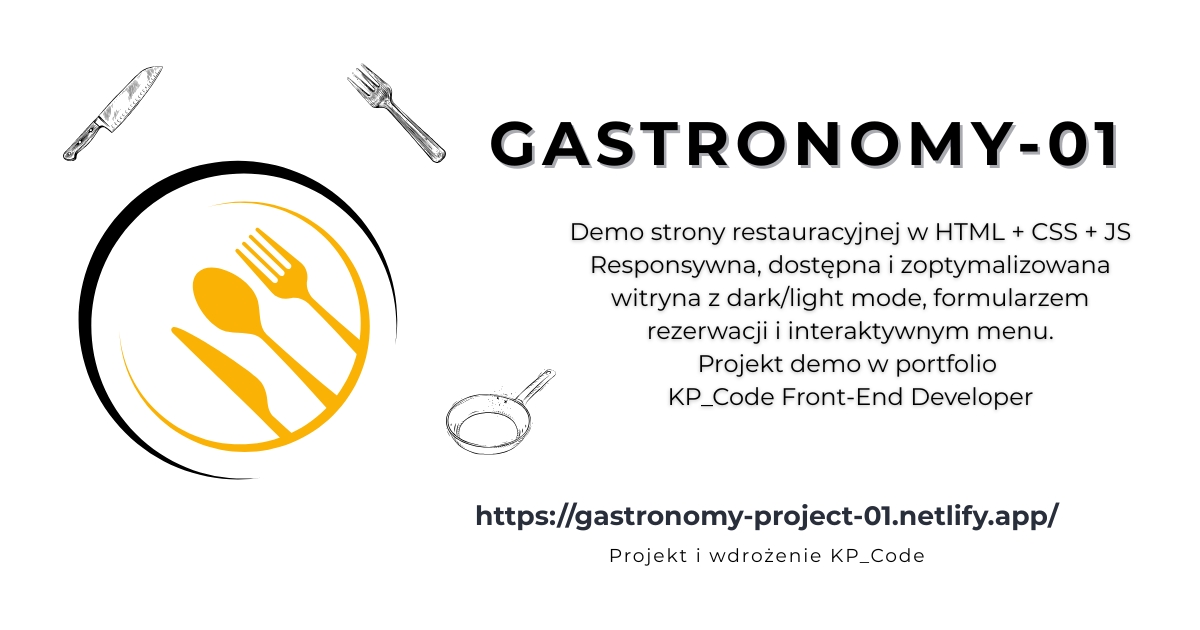 GASTRONOMY-01
Demo strony restauracyjnej w HTML + CSS + JS
Responsywna, dostępna i zoptymalizowana
witryna z dark/light mode, formularzem
rezerwacji i interaktywnym menu.
Projekt demo w portfolio
KP_Code Front-End Developer
https://gastronomy-project-01.netlify.app/
Projekt i wdrożenie KP_Code